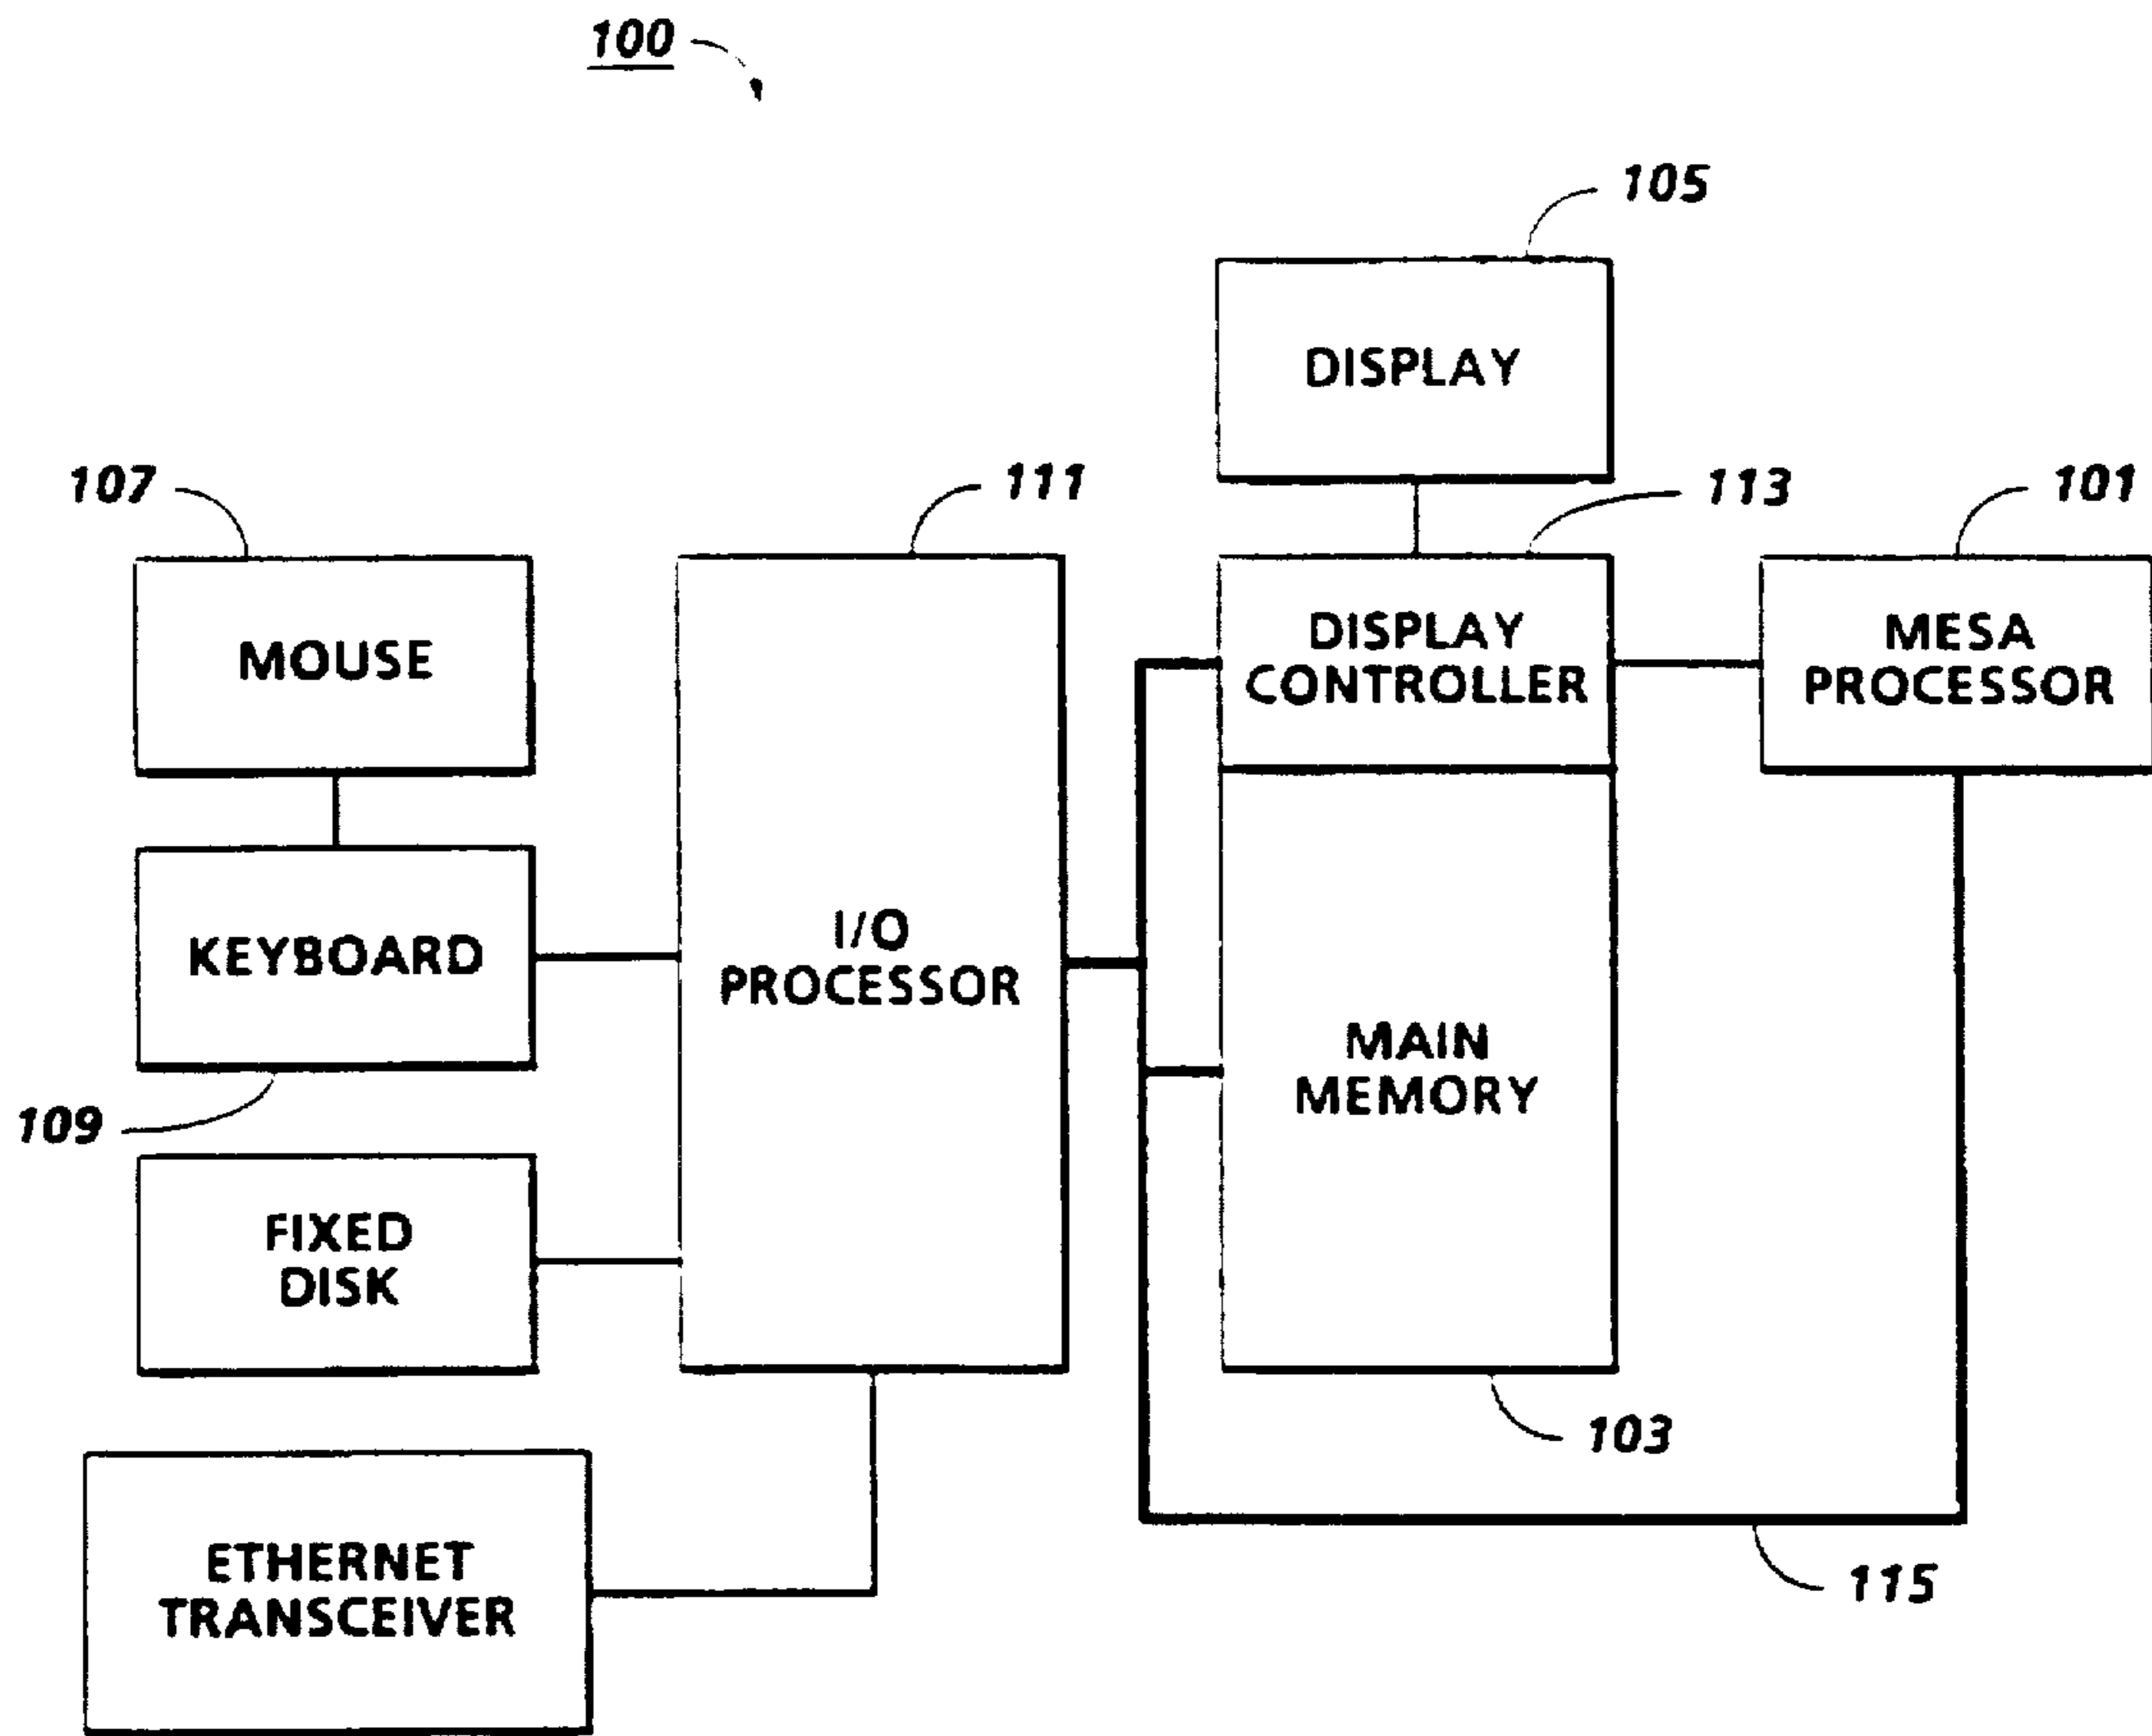 100
105
DISPLAY
107
111
113
101
MOUSE
DISPLAY
CONTROLLER
MESA
PROCESSOR
KEYBOARD
I/O
PROCESSOR
MAIN
MEMORY
109
FIXED
DISK
103
ETHERNET
TRANSCEIVER
115